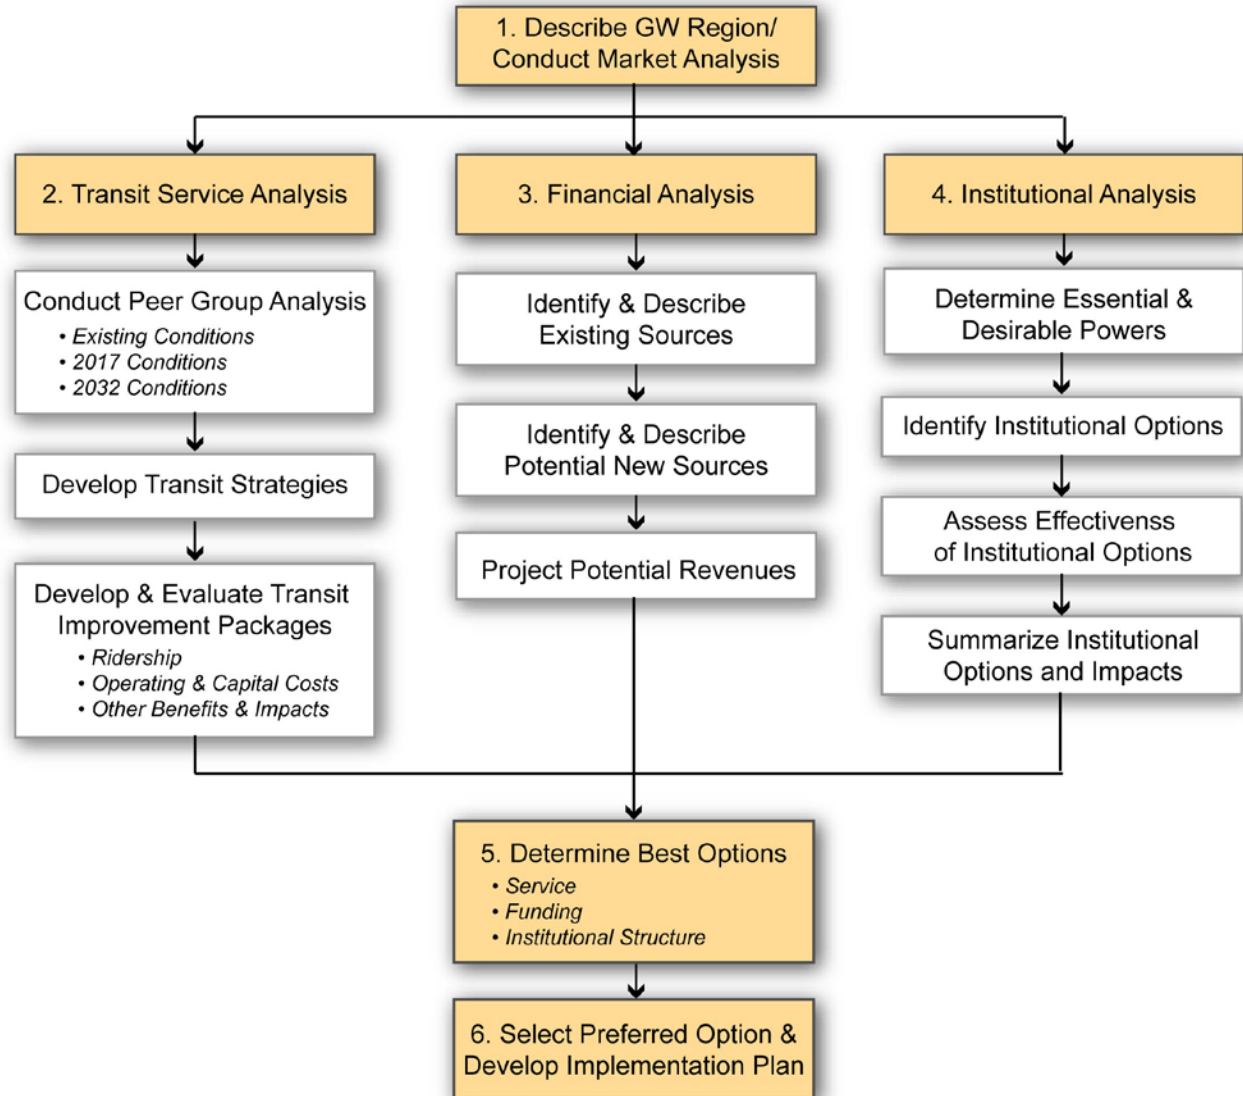 1. Describe GW Region/
Conduct Market Analysis
2. Transit Service Analysis
3. Financial Analysis
4. Institutional Analysis
Conduct Peer Group Analysis
• Existing Conditions
• 2017 Conditions
• 2032 Conditions
Develop Transit Strategies
Develop & Evaluate Transit
Improvement Packages
• Ridership
• Operating & Capital Costs
• Other Benefits & Impacts
Identify & Describe
Existing Sources
Identify & Describe
Potential New Sources
Project Potential Revenues
Determine Essential &
Desirable Powers
Identify Institutional Options
Assess Effectivenss
of Institutional Options
Summarize Institutional
Options and Impacts
5. Determine Best Options
• Service
• Funding
• Institutional Structure
6. Select Preferred Option &
Develop Implementation Plan